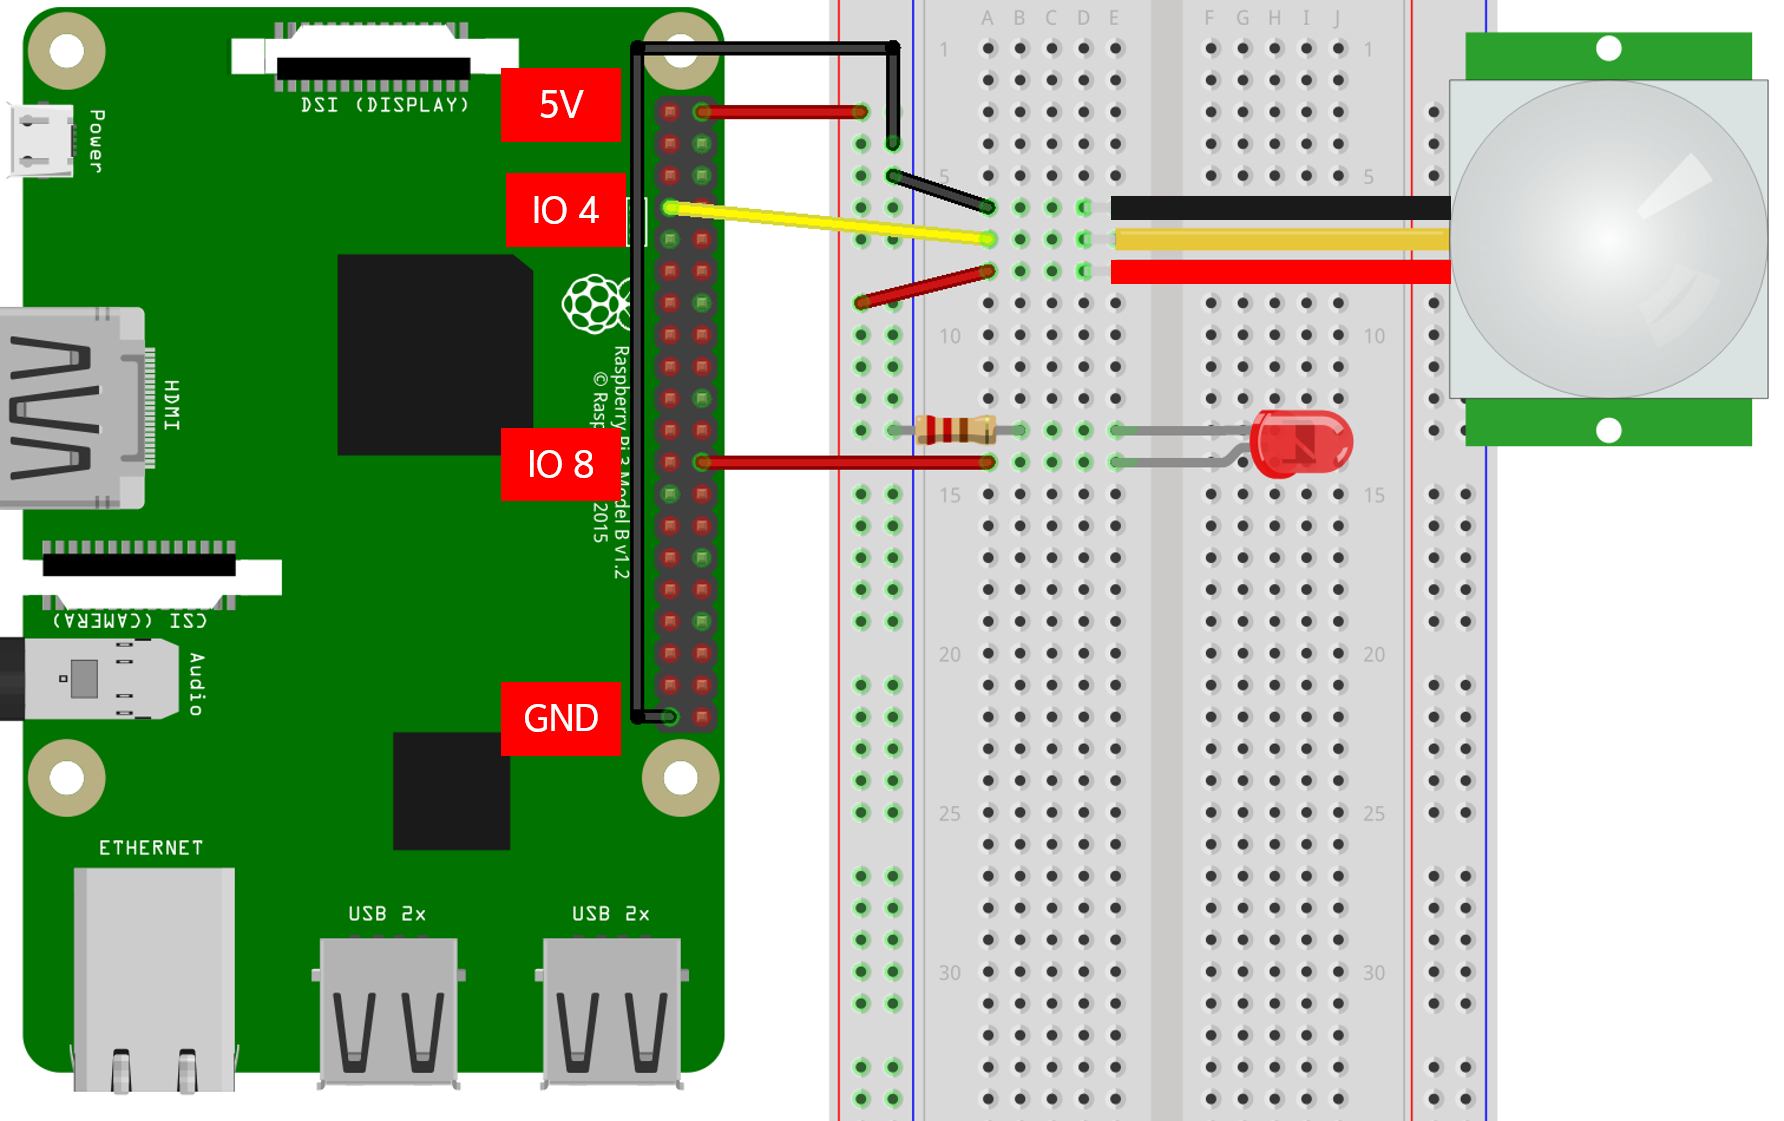 A B C D E F G H I J
1 1
DSI (DISPLAY)
5V
Power
5 5
IO 4
10 10
HDMI
Raspberry Pi 3 Model B v1.2
© Rasp 2015
IO 8
15 15
CSI (CAMERA)
Audio
20 20
GND
25 25
ETHERNET
USB 2x USB 2x
30 30